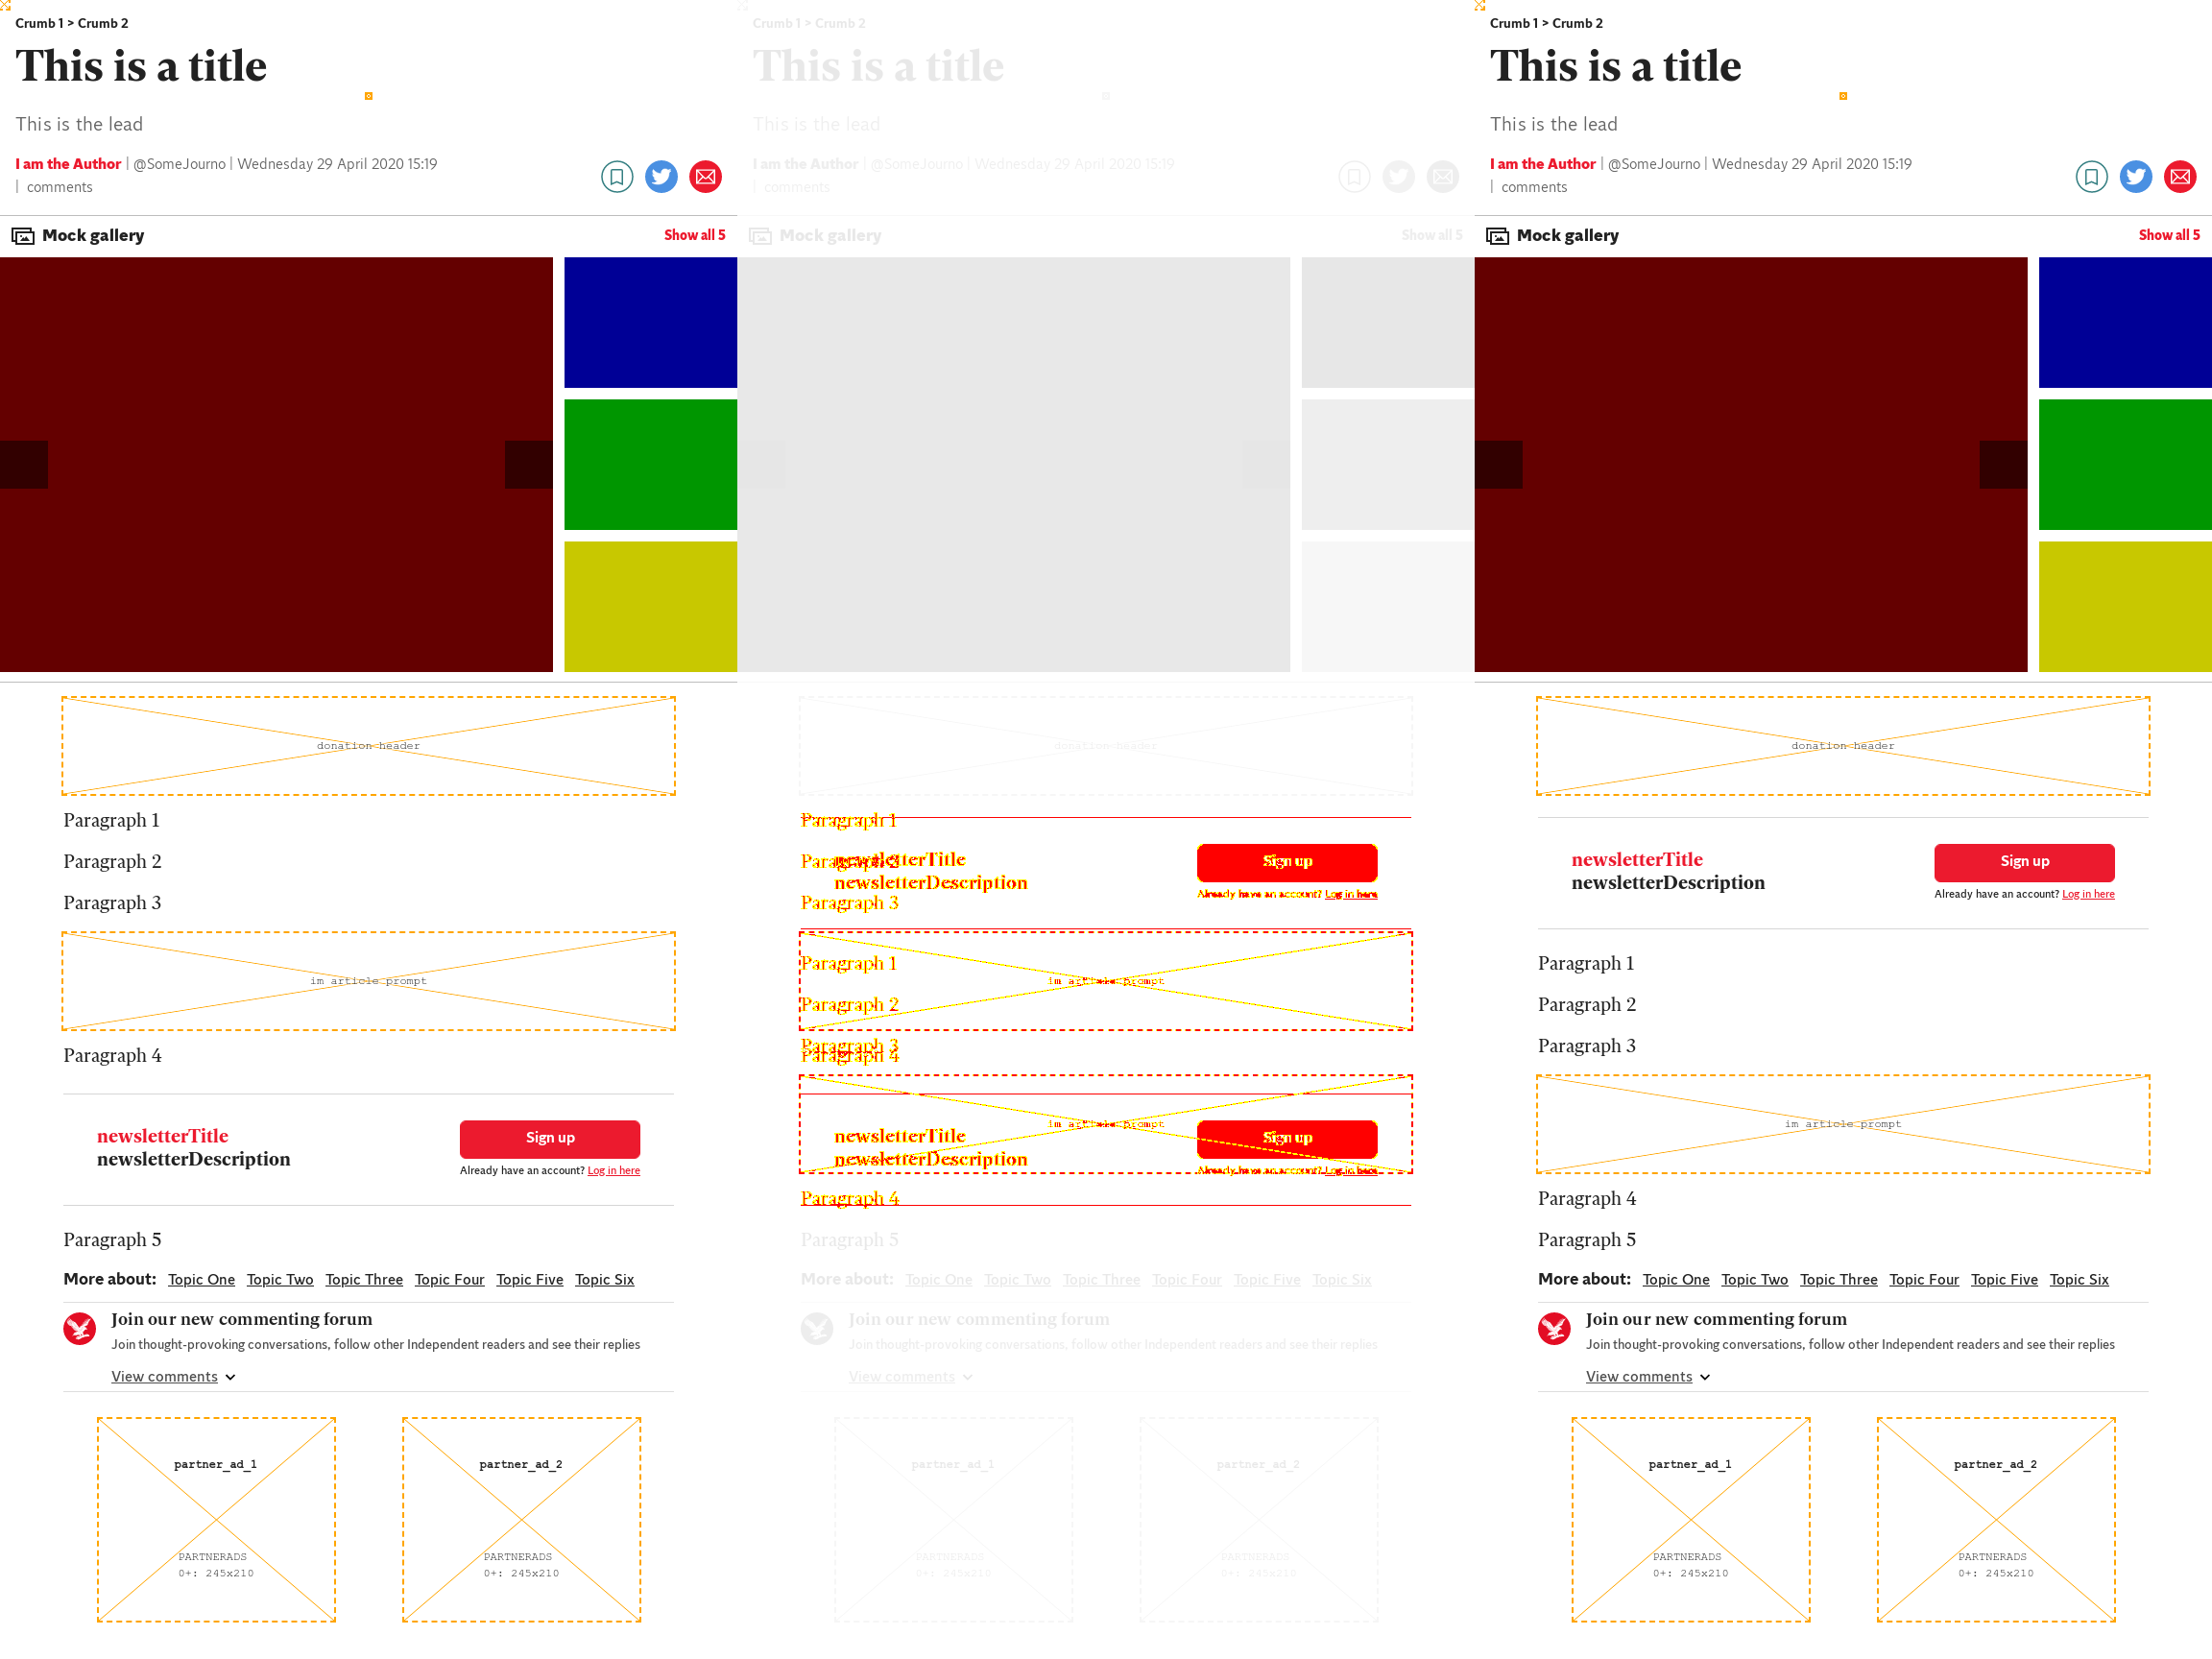 Crumb 1 > Crumb 2
This is a title
This is the lead
I am the Author | @SomeJourno | Wednesday 29 April 2020 15:19
| comments
Mock gallery
Show all 5
donation header
Paragraph 1
Paragraph 2
Paragraph 3
im article prompt
Paragraph 4
newsletterTitle
newsletterDescription
Sign up
Already have an account? Log in here
Paragraph 5
More about: Topic One Topic Two Topic Three Topic Four Topic Five Topic Six
Join our new commenting forum
Join thought-provoking conversations, follow other Independent readers and see their replies
View comments
partner_ad_1
PARTNERADS
0+: 245x210
partner_ad_2
PARTNERADS
0+: 245x210
Crumb 1 > Crumb 2
This is a title
This is the lead
I am the Author | @SomeJourno | Wednesday 29 April 2020 15:19
| comments
Mock gallery
Show all 5
donation header
Paragraph 1
Paragraph 2
newsletterTitle
newsletterDescription
Sign up
Already have an account? Log in here
Paragraph 3
Paragraph 1
im article prompt
Paragraph 2
Paragraph 3
Paragraph 4
im article prompt
newsletterTitle
newsletterDescription
Sign up
Already have an account? Log in here
Paragraph 4
Paragraph 5
More about: Topic One Topic Two Topic Three Topic Four Topic Five Topic Six
Join our new commenting forum
Join thought-provoking conversations, follow other Independent readers and see their replies
View comments
partner_ad_1
PARTNERADS
0+: 245x210
partner_ad_2
PARTNERADS
0+: 245x210
Crumb 1 > Crumb 2
This is a title
This is the lead
I am the Author | @SomeJourno | Wednesday 29 April 2020 15:19
| comments
Mock gallery
Show all 5
donation header
newsletterTitle
newsletterDescription
Sign up
Already have an account? Log in here
Paragraph 1
Paragraph 2
Paragraph 3
im article prompt
Paragraph 4
Paragraph 5
More about: Topic One Topic Two Topic Three Topic Four Topic Five Topic Six
Join our new commenting forum
Join thought-provoking conversations, follow other Independent readers and see their replies
View comments
partner_ad_1
PARTNERADS
0+: 245x210
partner_ad_2
PARTNERADS
0+: 245x210